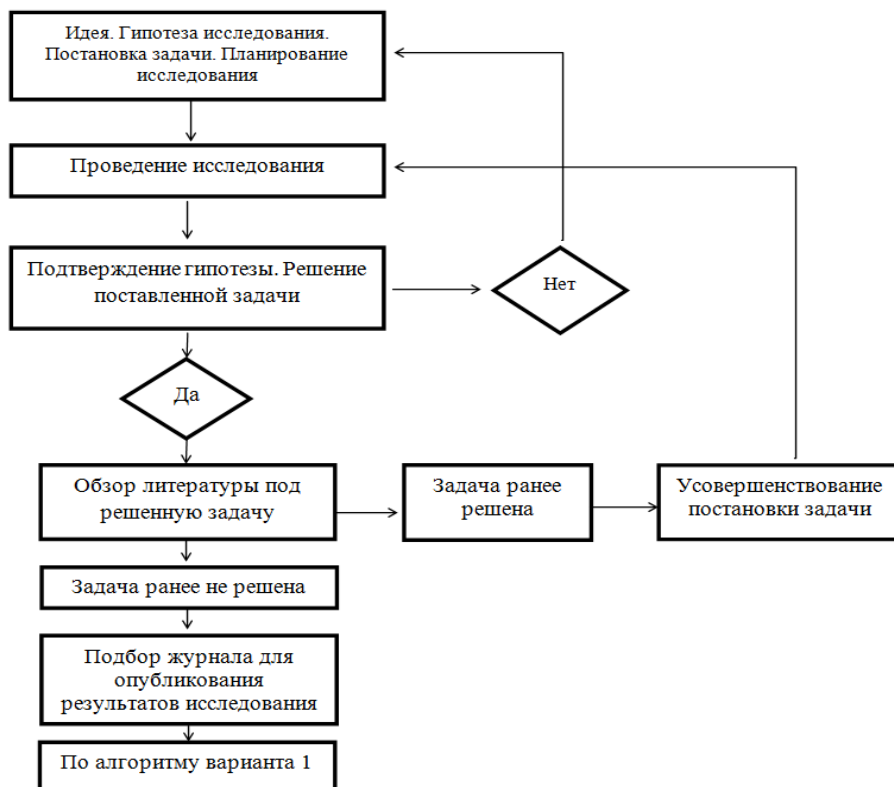 Идея. Гипотеза исследования.
Постановка задачи. Планирование
исследования
Проведение исследования
Подтверждение гипотезы. Решение
поставленной задачи
Нет
Да
Обзор литературы под
решенную задачу
Задача ранее
решена
Усовершенствование
постановки задачи
Задача ранее не решена
Подбор журнала для
опубликования
результатов исследования
По алгоритму варианта 1